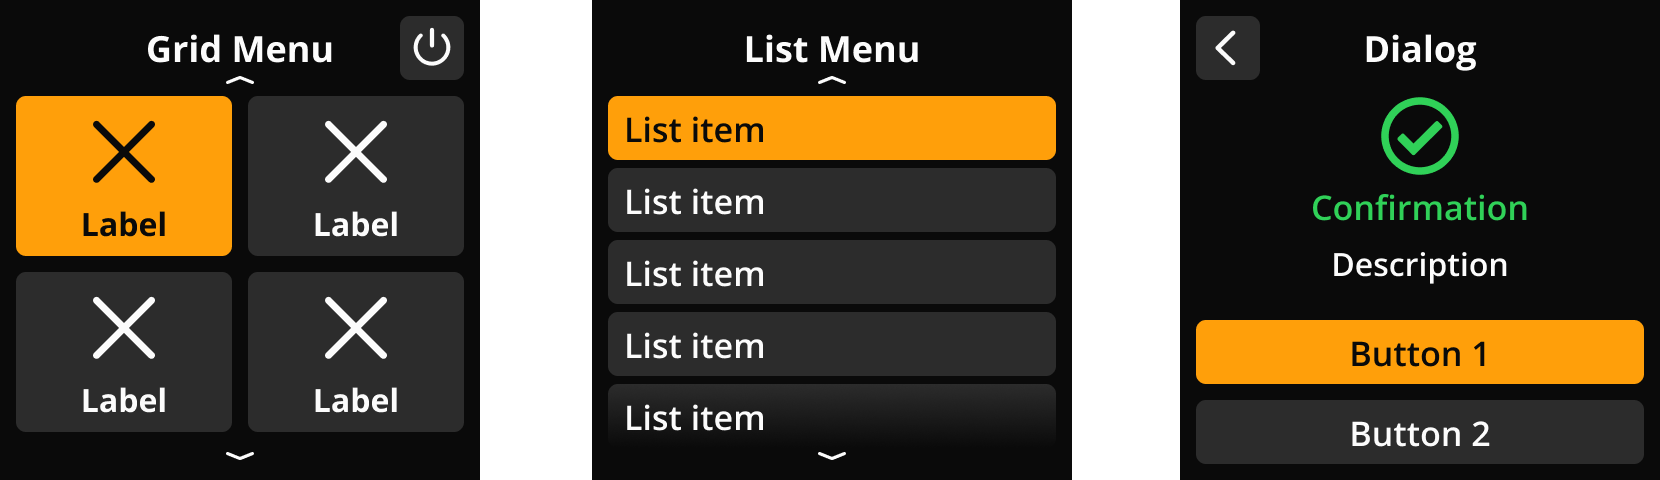 Grid Menu
Label
Label
Label
Label
List Menu
List item
List item
List item
List item
List item
Dialog
Confirmation
Description
Button 1
Button 2